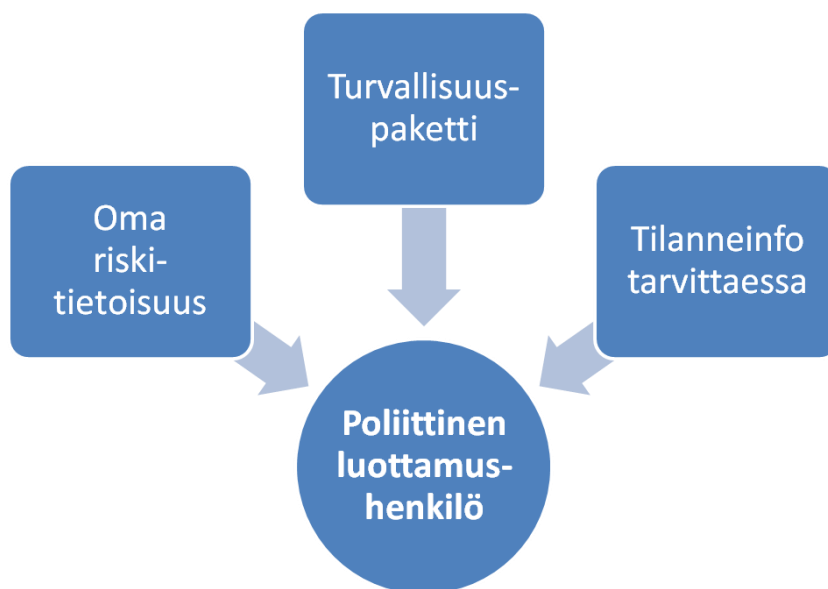 Turvallisuus-
paketti
Oma
riski-
tietoisuus
Tilanneinfo
tarvittaessa
Poliittinen
luottamus-
henkilö